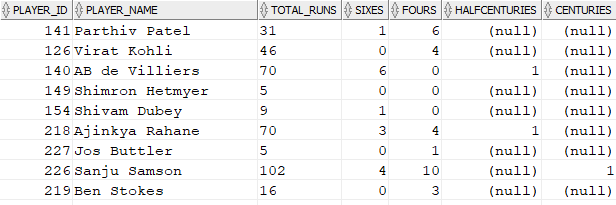 PLAYER_ID PLAYER_NAME TOTAL_RUNS SIXES FOURS HALFCENTURIES CENTURIES
141 Parthiv Patel 31 1 6 (null) (null)
126 Virat Kohli 46 0 4 (null) (null)
140 AB de Villiers 70 6 0 1 (null)
149 Shimron Hetmyer 5 0 0 (null) (null)
154 Shivam Dubey 9 1 0 (null) (null)
218 Ajinkya Rahane 70 3 4 1 (null)
227 Jos Buttler 5 0 1 (null) (null)
226 Sanju Samson 102 4 10 (null) 1
219 Ben Stokes 16 0 3 (null) (null)